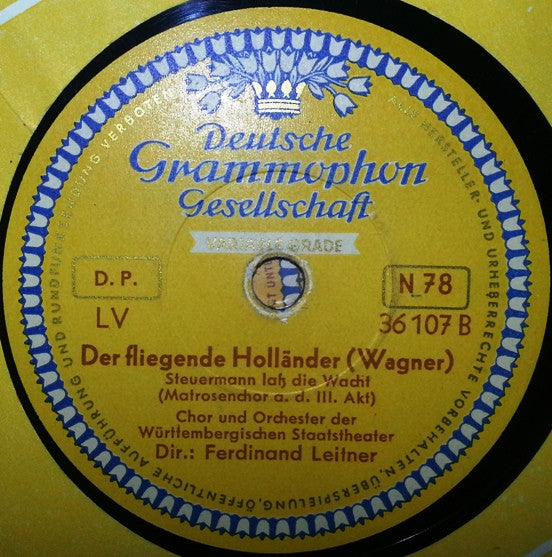 Deutsche
Grammophon
Gesellschaft
VARIABLE GRADE
D. P.
N 78
LV
36 107 B
Der fliegende Holländer (Wagner)
Steuermann laß die Wacht
(Matrosenchor a. d. III. Akt)
Chor und Orchester der
Württembergischen Staatstheater
Dir.: Ferdinand Leitner
ALLE HERSTELLER- UND URHEBERRECHTE VORBEHALTEN, ÜBERSPIELUNG, ÖFFENTLICHE AUFFÜHRUNG UND RUNDFUNKSENDUNG VERBOTEN